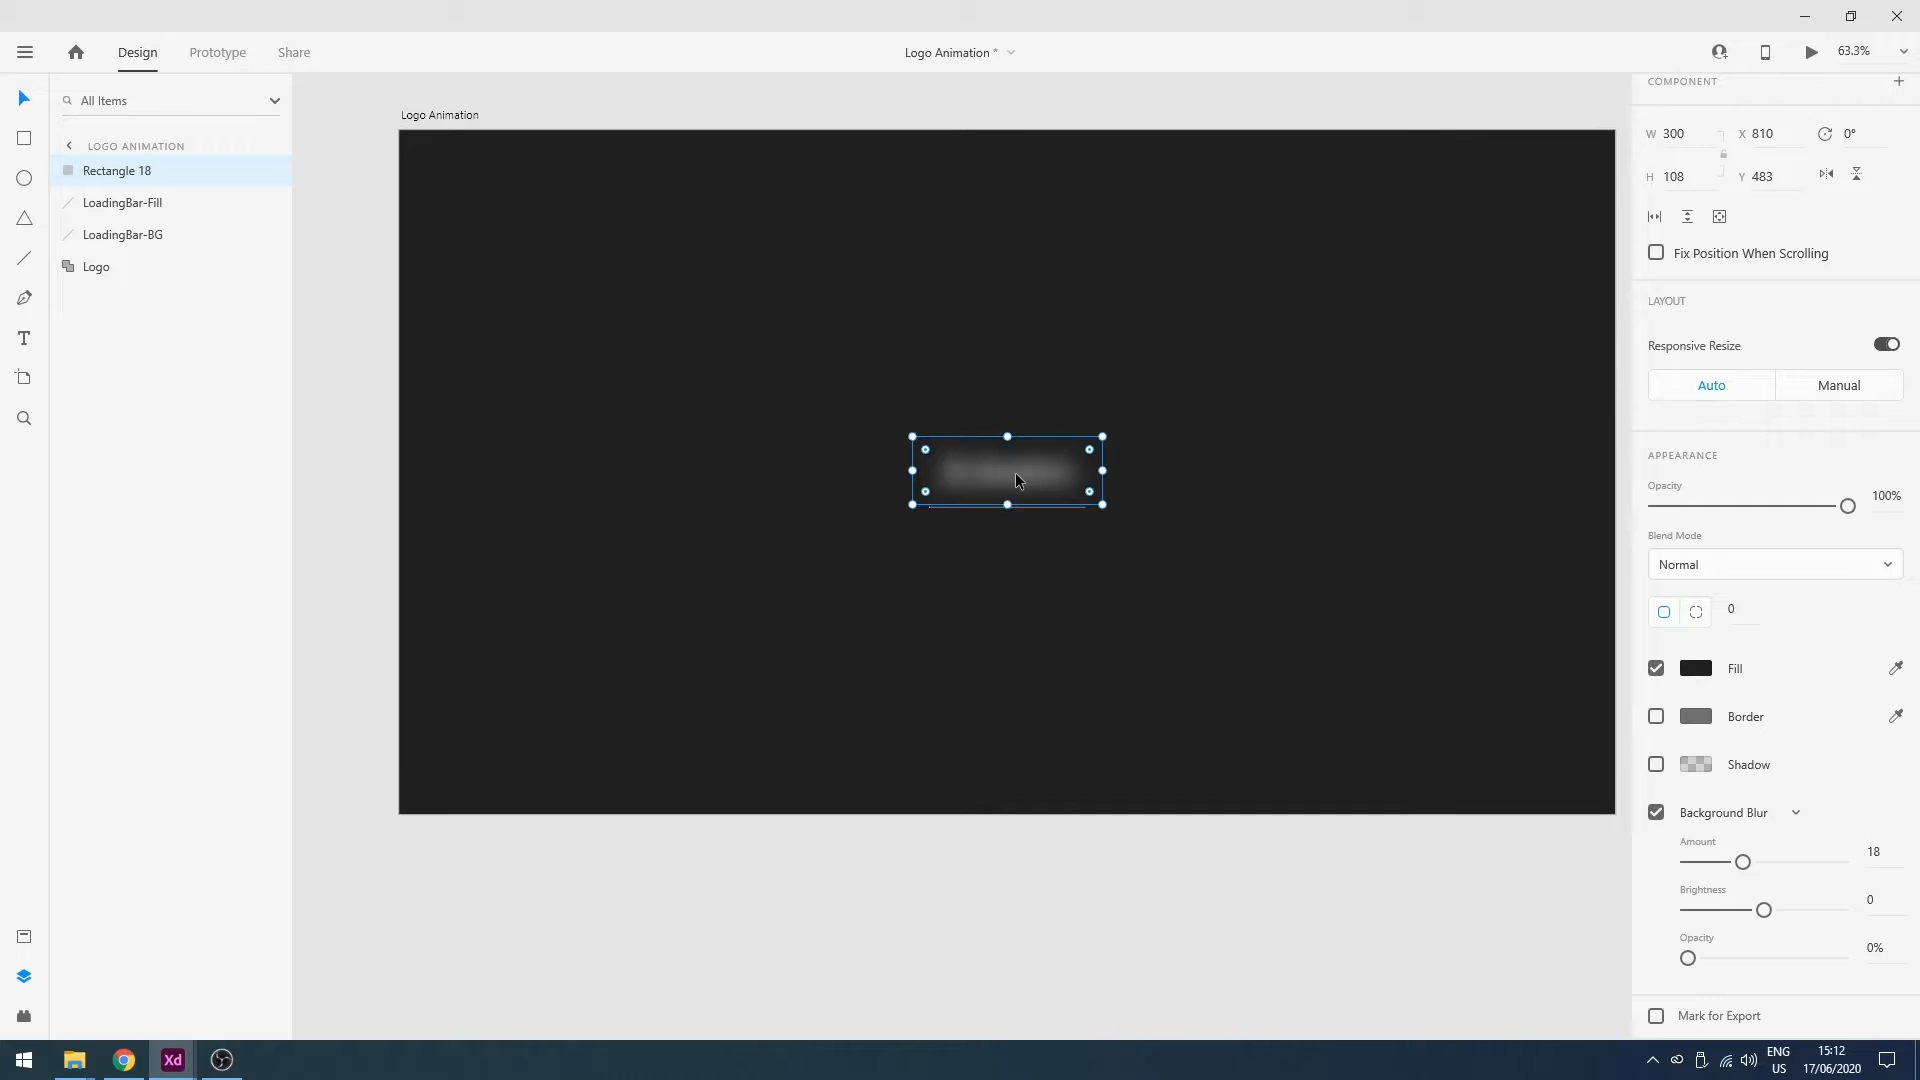 Design
Prototype
Share
Logo Animation *
63.3%
All Items
LOGO ANIMATION
Rectangle 18
LoadingBar-Fill
LoadingBar-BG
Logo
Logo Animation
COMPONENT
W 300
X 810
0°
H 108
Y 483
Fix Position When Scrolling
LAYOUT
Responsive Resize
Auto
Manual
APPEARANCE
Opacity
100%
Blend Mode
Normal
0
Fill
Border
Shadow
Background Blur
Amount
18
Brightness
0
Opacity
0%
Mark for Export
Xd
ENG
US
15:12
17/06/2020